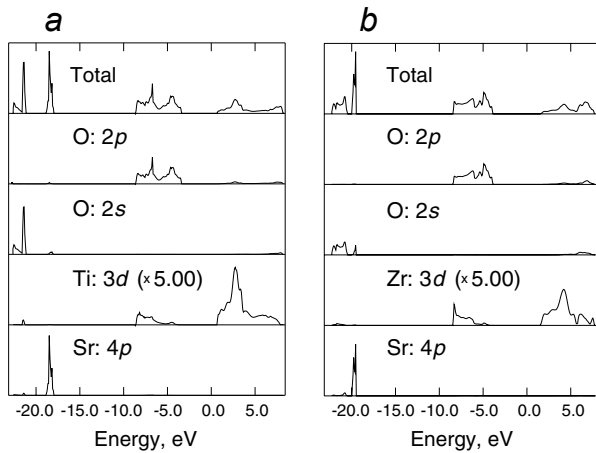 a
Total
O: 2p
O: 2s
Ti: 3d (× 5.00)
Sr: 4p
-20.0 -15.0 -10.0 -5.0 0.0 5.0
Energy, eV
b
Total
O: 2p
O: 2s
Zr: 3d (× 5.00)
Sr: 4p
-20.0 -15.0 -10.0 -5.0 0.0 5.0
Energy, eV